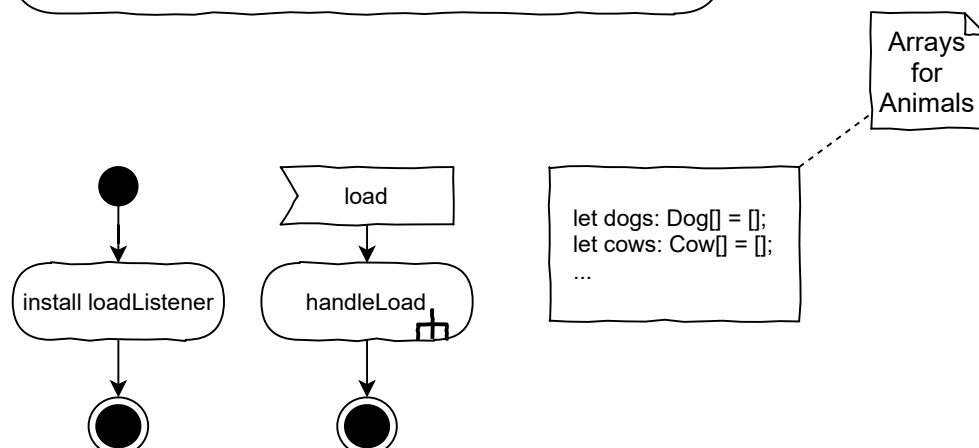 Arrays
for
Animals
load
let dogs: Dog[] = [];
let cows: Cow[] = [];
...
install loadListener
handleLoad